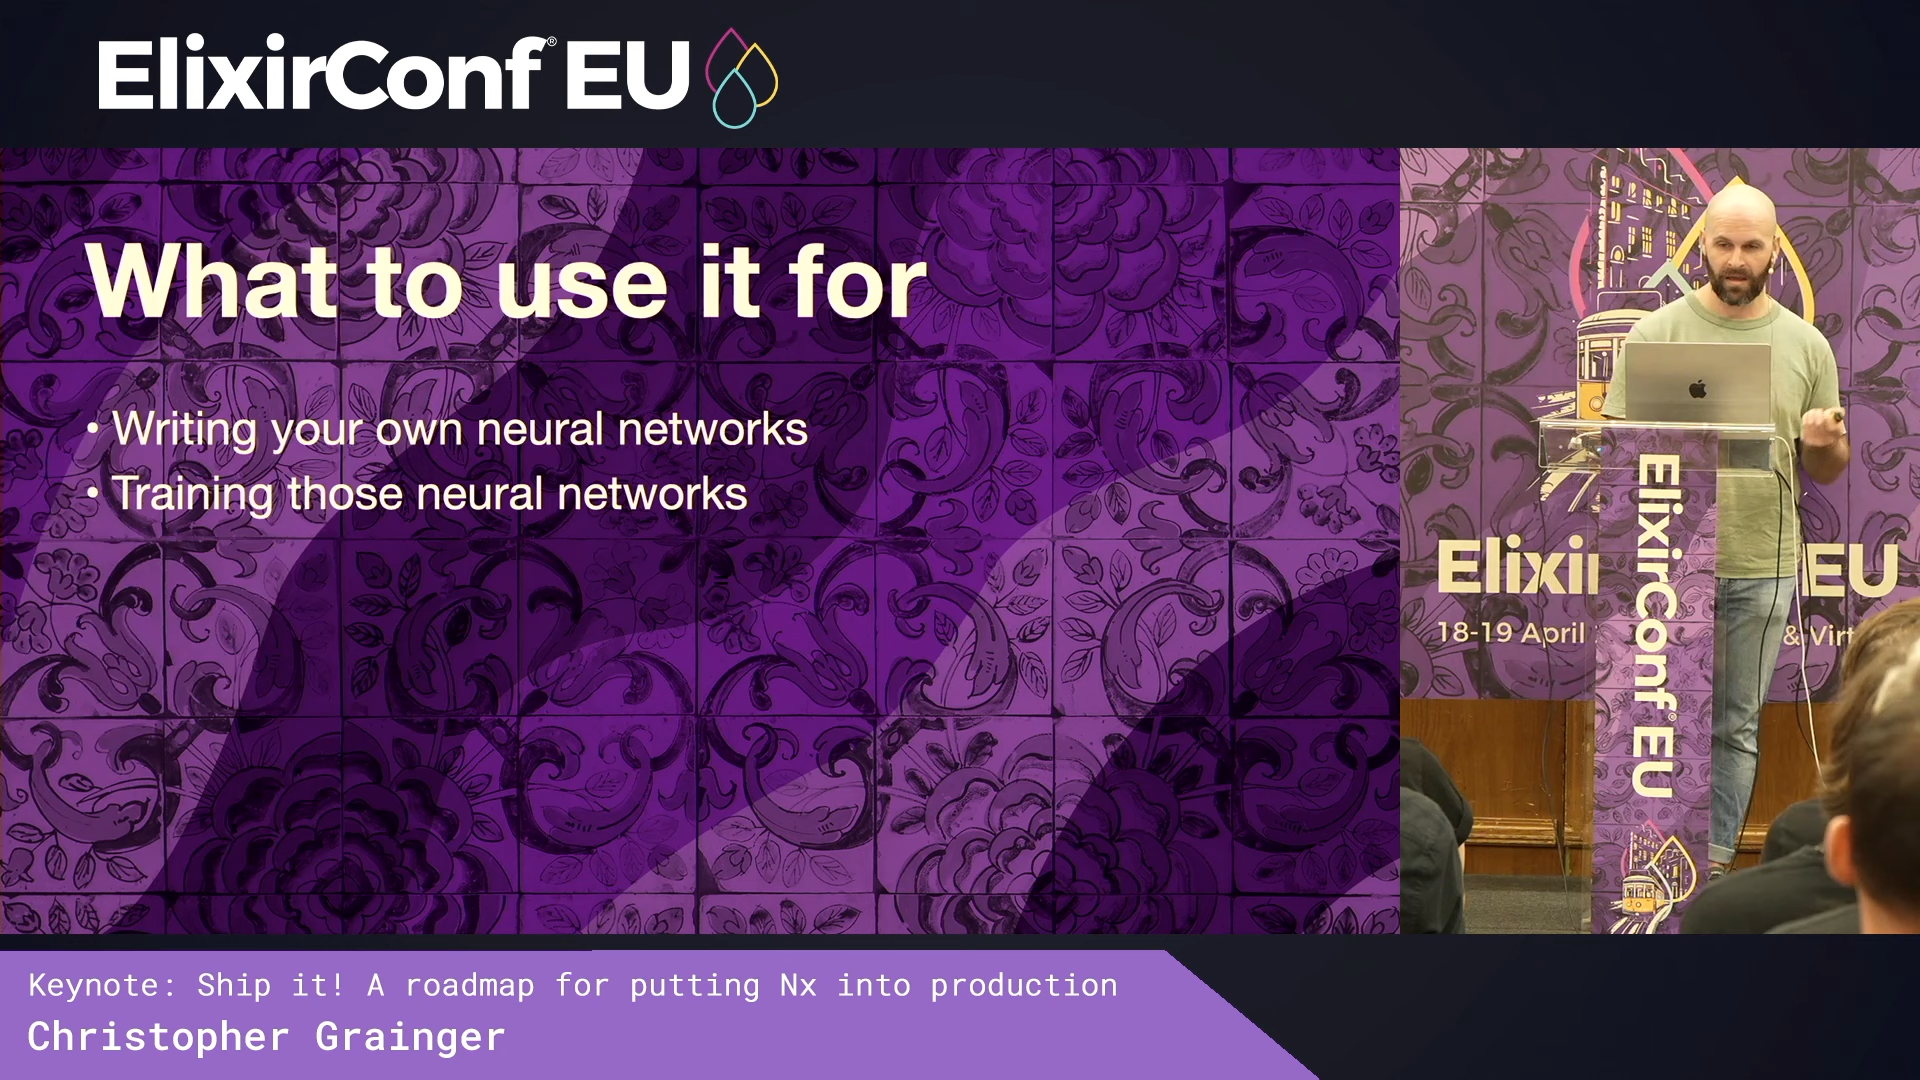 ElixirConf® EU
What to use it for
• Writing your own neural networks
• Training those neural networks
Elixir EU
18-19 April & Virt
ElixirConf® EU
Keynote: Ship it! A roadmap for putting Nx into production
Christopher Grainger